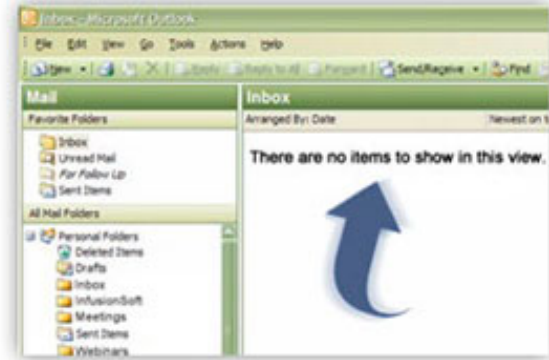 Inbox - Microsoft Outlook
File Edit View Go Tools Actions Help
New Reply Reply to All Forward Send/Receive Find
Mail
Inbox
Favorite Folders
Arranged By: Date Newest on t
Inbox
Unread Mail
For Follow Up
Sent Items
There are no items to show in this view.
All Mail Folders
Personal Folders
Deleted Items
Drafts
Inbox
InfusionSoft
Meetings
Sent Items
Webinars